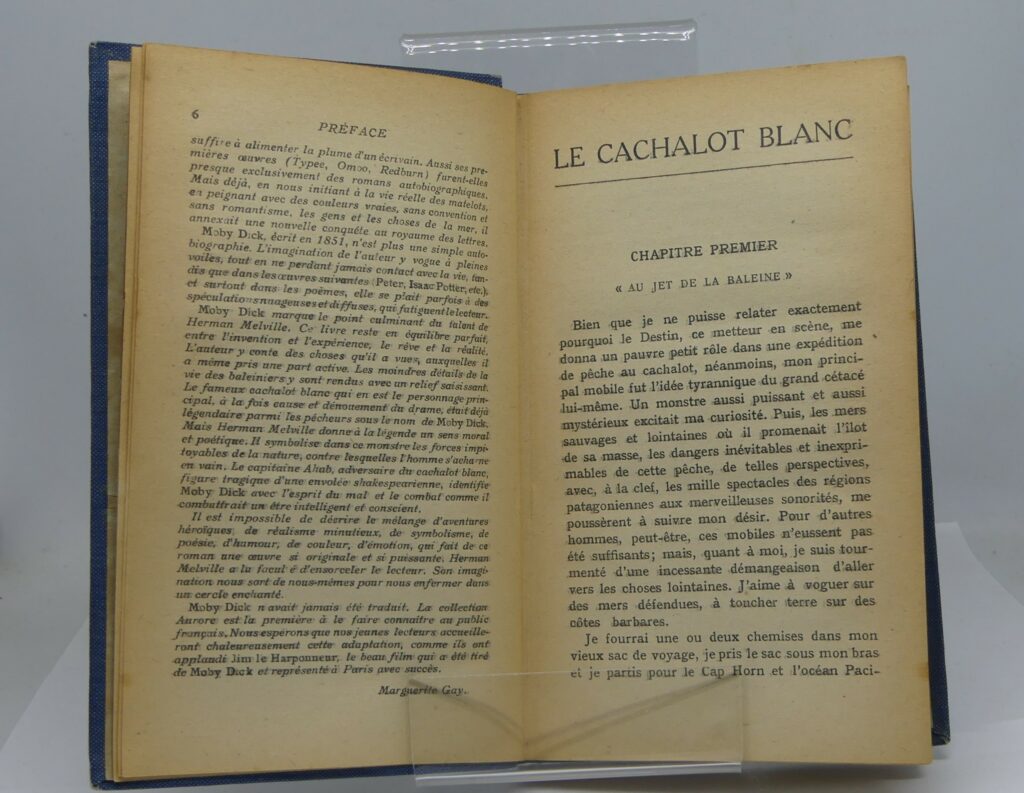 6
PRÉFACE
suffire à alimenter la plume d'un écrivain. Aussi ses pre-
mières œuvres (Typee, Omoo, Redburn) furent-elles
presque exclusivement des romans autobiographiques.
Mais déjà, en nous initiant à la vie réelle des matelots,
en peignant avec des couleurs vraies, sans convention et
sans romantisme, les gens et les choses de la mer, il
annexait une nouvelle conquête au royaume des lettres.
Moby Dick, écrit en 1851, n'est plus une simple auto-
biographie. L'imagination de l'auteur y vogue à pleines
voiles, tout en ne perdant jamais contact avec la vie, tan-
dis que dans les œuvres suivantes (Peter, Isaac Potter, etc.)
et surtout dans les poèmes, elle se plait parfois à des
spéculations nuageuses et diffuses, qui fatiguent le lecteur.
Moby Dick marque le point culminant du talent de
Herman Melville. Ce livre reste en équilibre parfait,
entre l'invention et l'expérience, le rêve et la réalité.
L'auteur y conte des choses qu'il a vues, auxquelles il
a même pris une part active. Les moindres détails de la
vie des baleiniers y sont rendus avec un relief saisissant.
Le fameux cachalot blanc qui en est le personnage prin-
cipal, à la fois cause et dénouement du drame, était déjà
légendaire parmi les pêcheurs sous le nom de Moby Dick.
Mais Herman Melville donne à la légende un sens moral
et poétique. Il symbolise dans ce monstre les forces impi-
toyables de la nature, contre lesquelles l'homme s'acharne
en vain. Le capitaine Ahab, adversaire du cachalot blanc,
figure tragique d'une envolée shakespearienne, identifie
Moby Dick avec l'esprit du mal et le combat comme il
combattrait un être intelligent et conscient.
Il est impossible de décrire le mélange d'aventures
héroïques, de réalisme minutieux, de symbolisme, de
poésie, d'humour, de couleur, d'émotion, qui fait de ce
roman une œuvre si originale et si puissante. Herman
Melville a la facul é d'ensorceler le lecteur. Son imagi-
nation nous sort de nous-mêmes pour nous enfermer dans
un cercle enchanté.
Moby Dick n'avait jamais été traduit. La collection
Aurore est la première à le faire connaître au public
français. Nous espérons que nos jeunes lecteurs accueille-
ront chaleureusement cette adaptation, comme ils ont
applaudi Jim le Harponneur, le beau film qui a été tiré
de Moby Dick et représenté à Paris avec succès.
Marguerite Gay.
LE CACHALOT BLANC
CHAPITRE PREMIER
« AU JET DE LA BALEINE »
Bien que je ne puisse relater exactement
pourquoi le Destin, ce metteur en scène, me
donna un pauvre petit rôle dans une expédition
de pêche au cachalot, néanmoins, mon princi-
pal mobile fut l'idée tyrannique du grand cétacé
lui-même. Un monstre aussi puissant et aussi
mystérieux excitait ma curiosité. Puis, les mers
sauvages et lointaines où il promenait l'îlot
de sa masse, les dangers inévitables et inexpri-
mables de cette pêche, de telles perspectives,
avec, à la clef, les mille spectacles des régions
patagoniennes aux merveilleuses sonorités, me
poussèrent à suivre mon désir. Pour d'autres
hommes, peut-être, ces mobiles n'eussent pas
été suffisants; mais, quant à moi, je suis tour-
menté d'une incessante démangeaison d'aller
vers les choses lointaines. J'aime à voguer sur
des mers défendues, à toucher terre sur des
côtes barbares.
Je fourrai une ou deux chemises dans mon
vieux sac de voyage, je pris le sac sous mon bras
et je partis pour le Cap Horn et l'océan Paci-